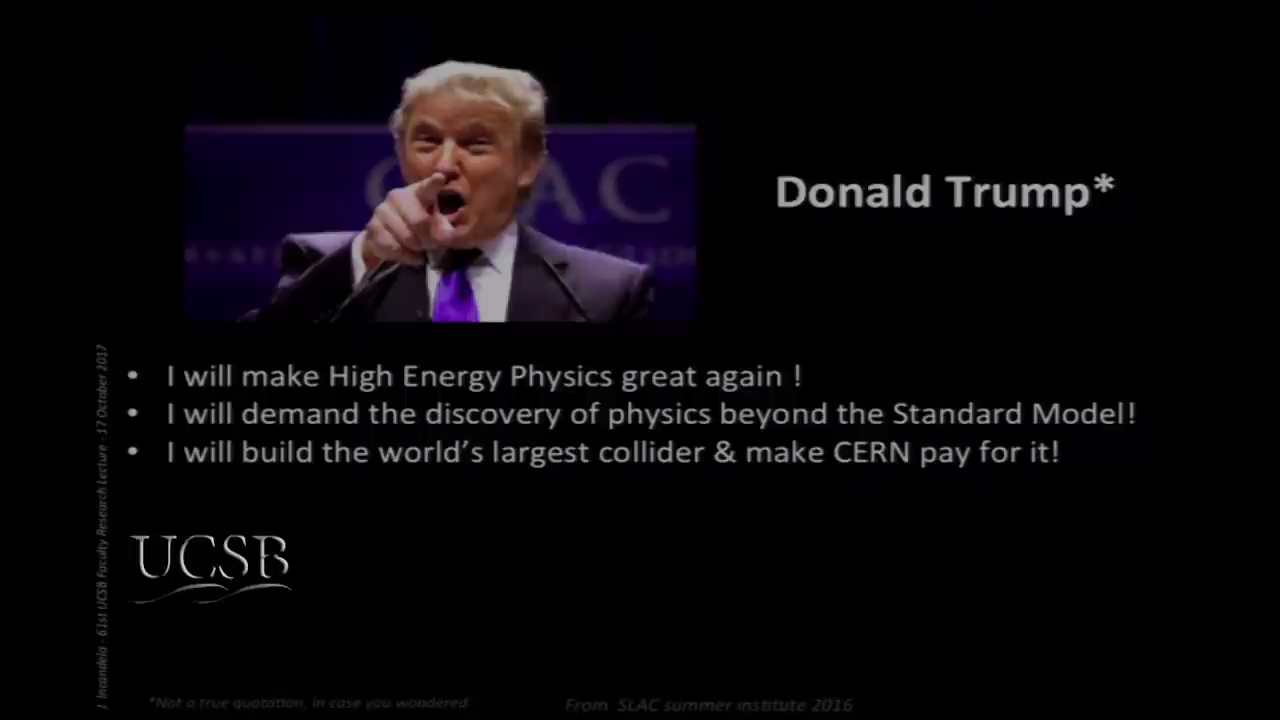 AC
Donald Trump*
• I will make High Energy Physics great again !
• I will demand the discovery of physics beyond the Standard Model!
• I will build the world's largest collider & make CERN pay for it!
UCSB
J. Incandela - 61st UCSB Faculty Research Lecture - 17 October 2017
*Not a true quotation, in case you wondered
From SLAC summer institute 2016